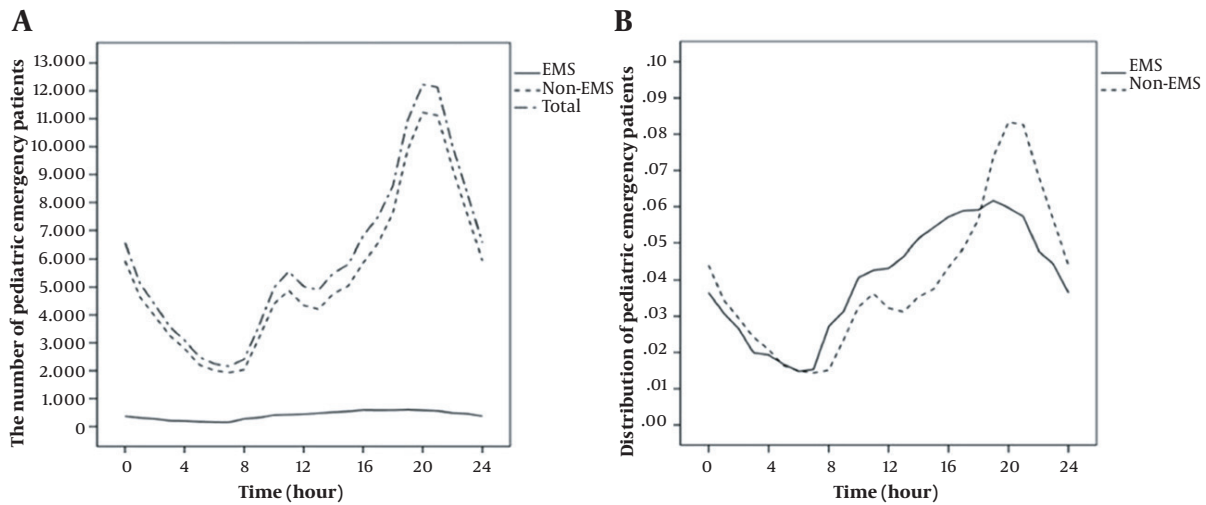 A
The number of pediatric emergency patients
13.000
12.000
11.000
10.000
9.000
8.000
7.000
6.000
5.000
4.000
3.000
2.000
1.000
0
0 4 8 12 16 20 24
Time (hour)
EMS
Non-EMS
Total
B
Distribution of pediatric emergency patients
.10
.09
.08
.07
.06
.05
.04
.03
.02
.01
.00
0 4 8 12 16 20 24
Time (hour)
EMS
Non-EMS